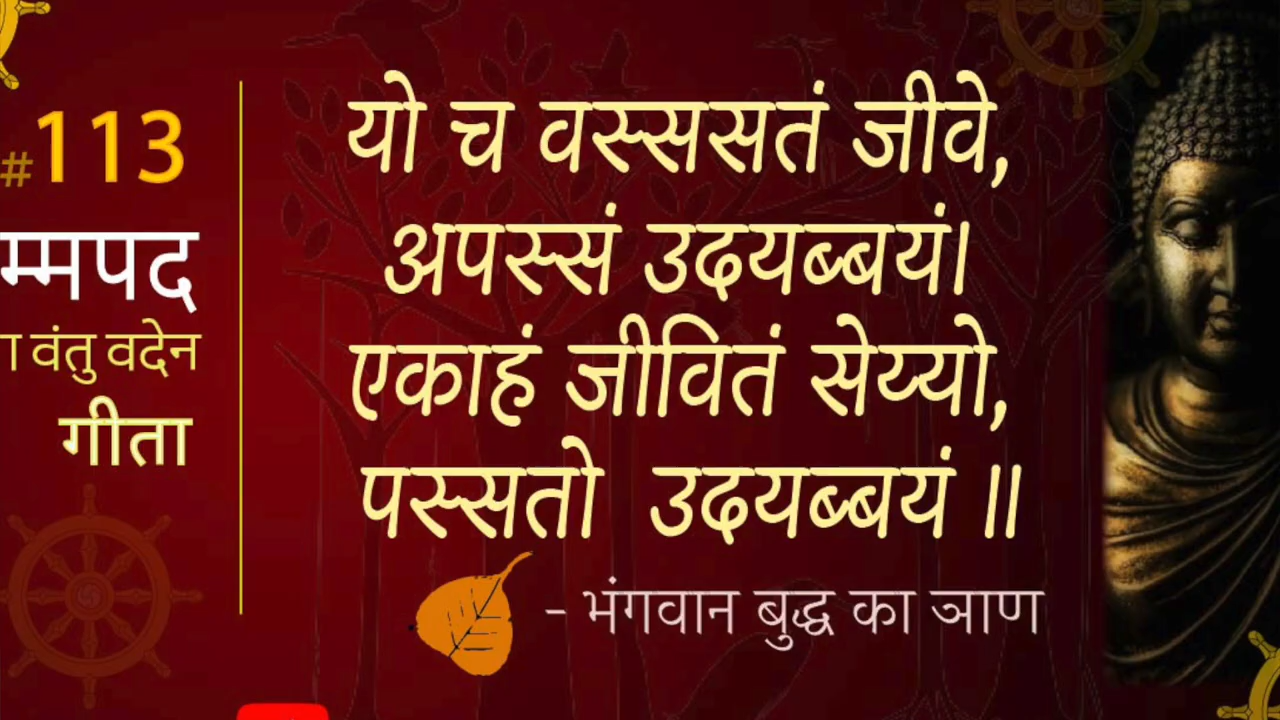 #113
म्मपद
ा वंतु वदेन
गीता
यो च वस्ससतं जीवे,
अपस्सं उदयब्बयं।
एकाहं जीवितं सेय्यो,
पस्सतो उदयब्बयं ॥
- भंगवान बुद्ध का ञाण